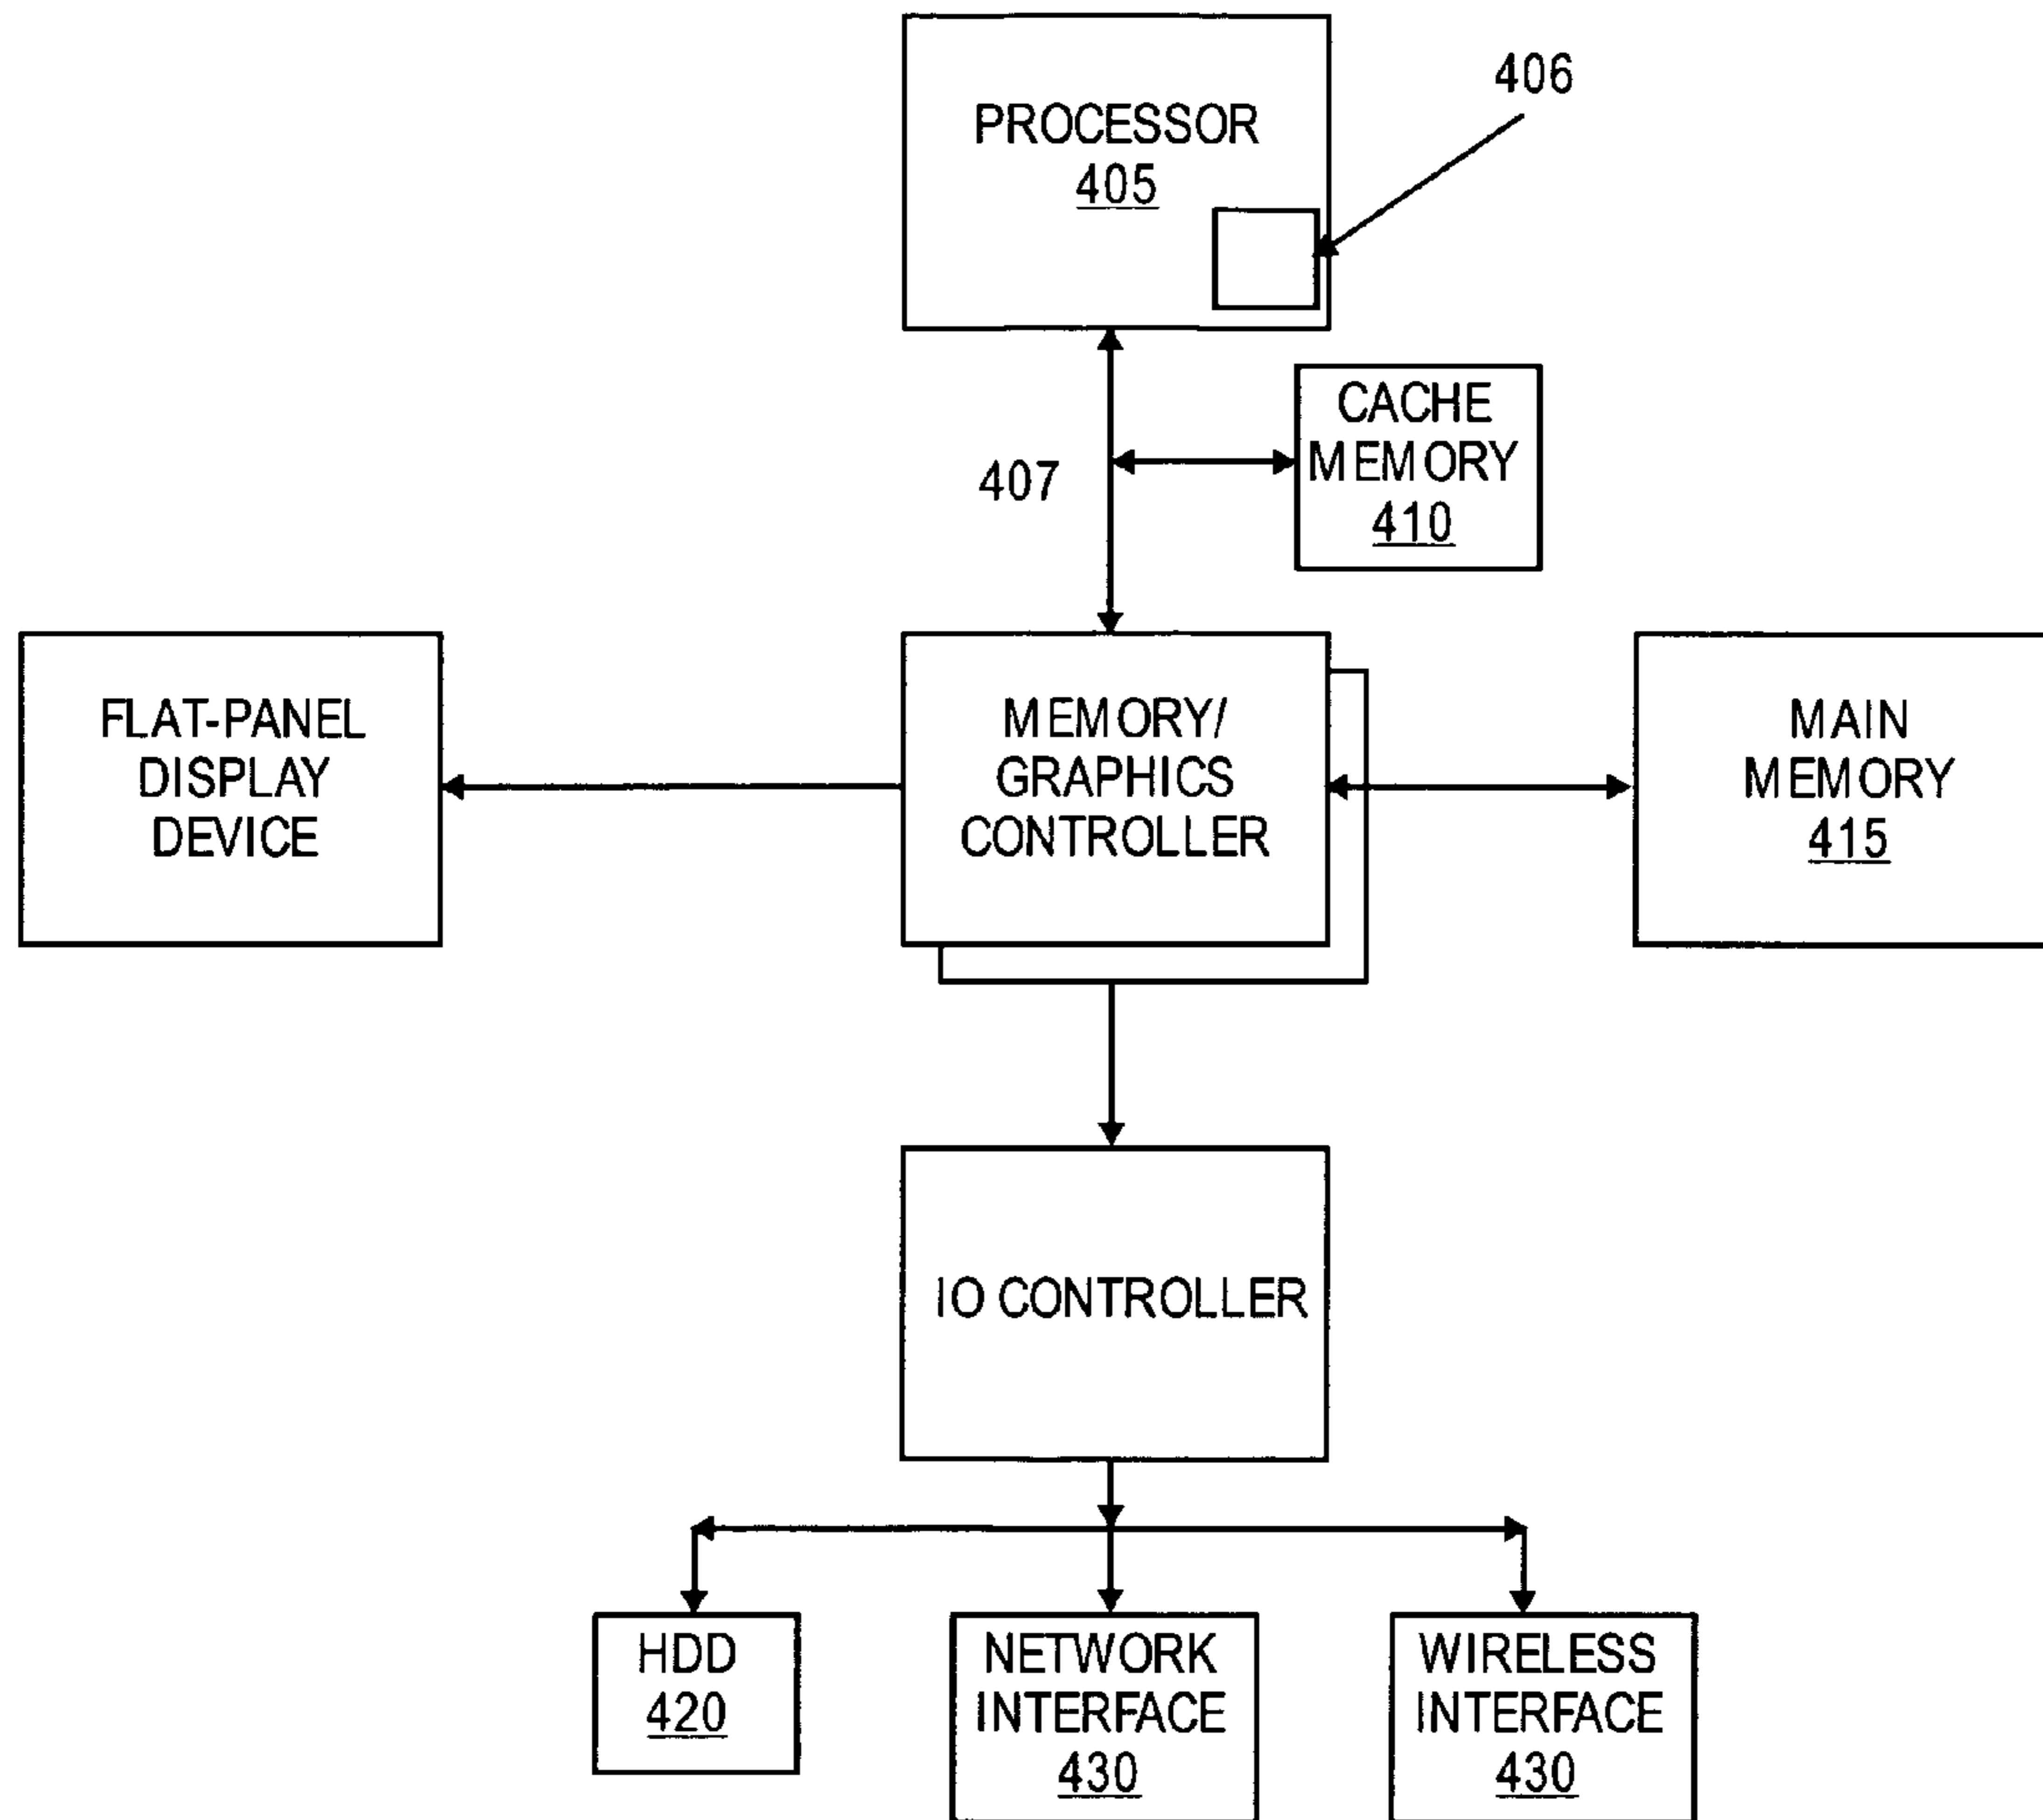 PROCESSOR
405
406
CACHE
MEMORY
410
407
FLAT-PANEL
DISPLAY
DEVICE
MEMORY/
GRAPHICS
CONTROLLER
MAIN
MEMORY
415
IO CONTROLLER
HDD
420
NETWORK
INTERFACE
430
WIRELESS
INTERFACE
430